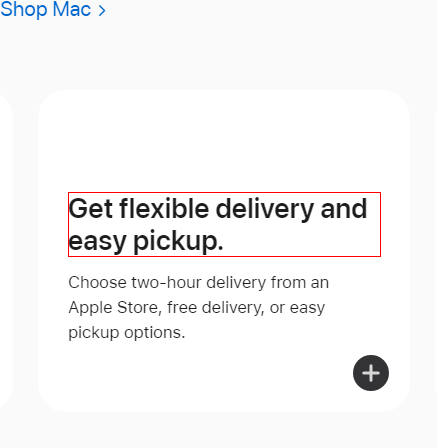 Shop Mac >
Get flexible delivery and
easy pickup.
Choose two-hour delivery from an
Apple Store, free delivery, or easy
pickup options.